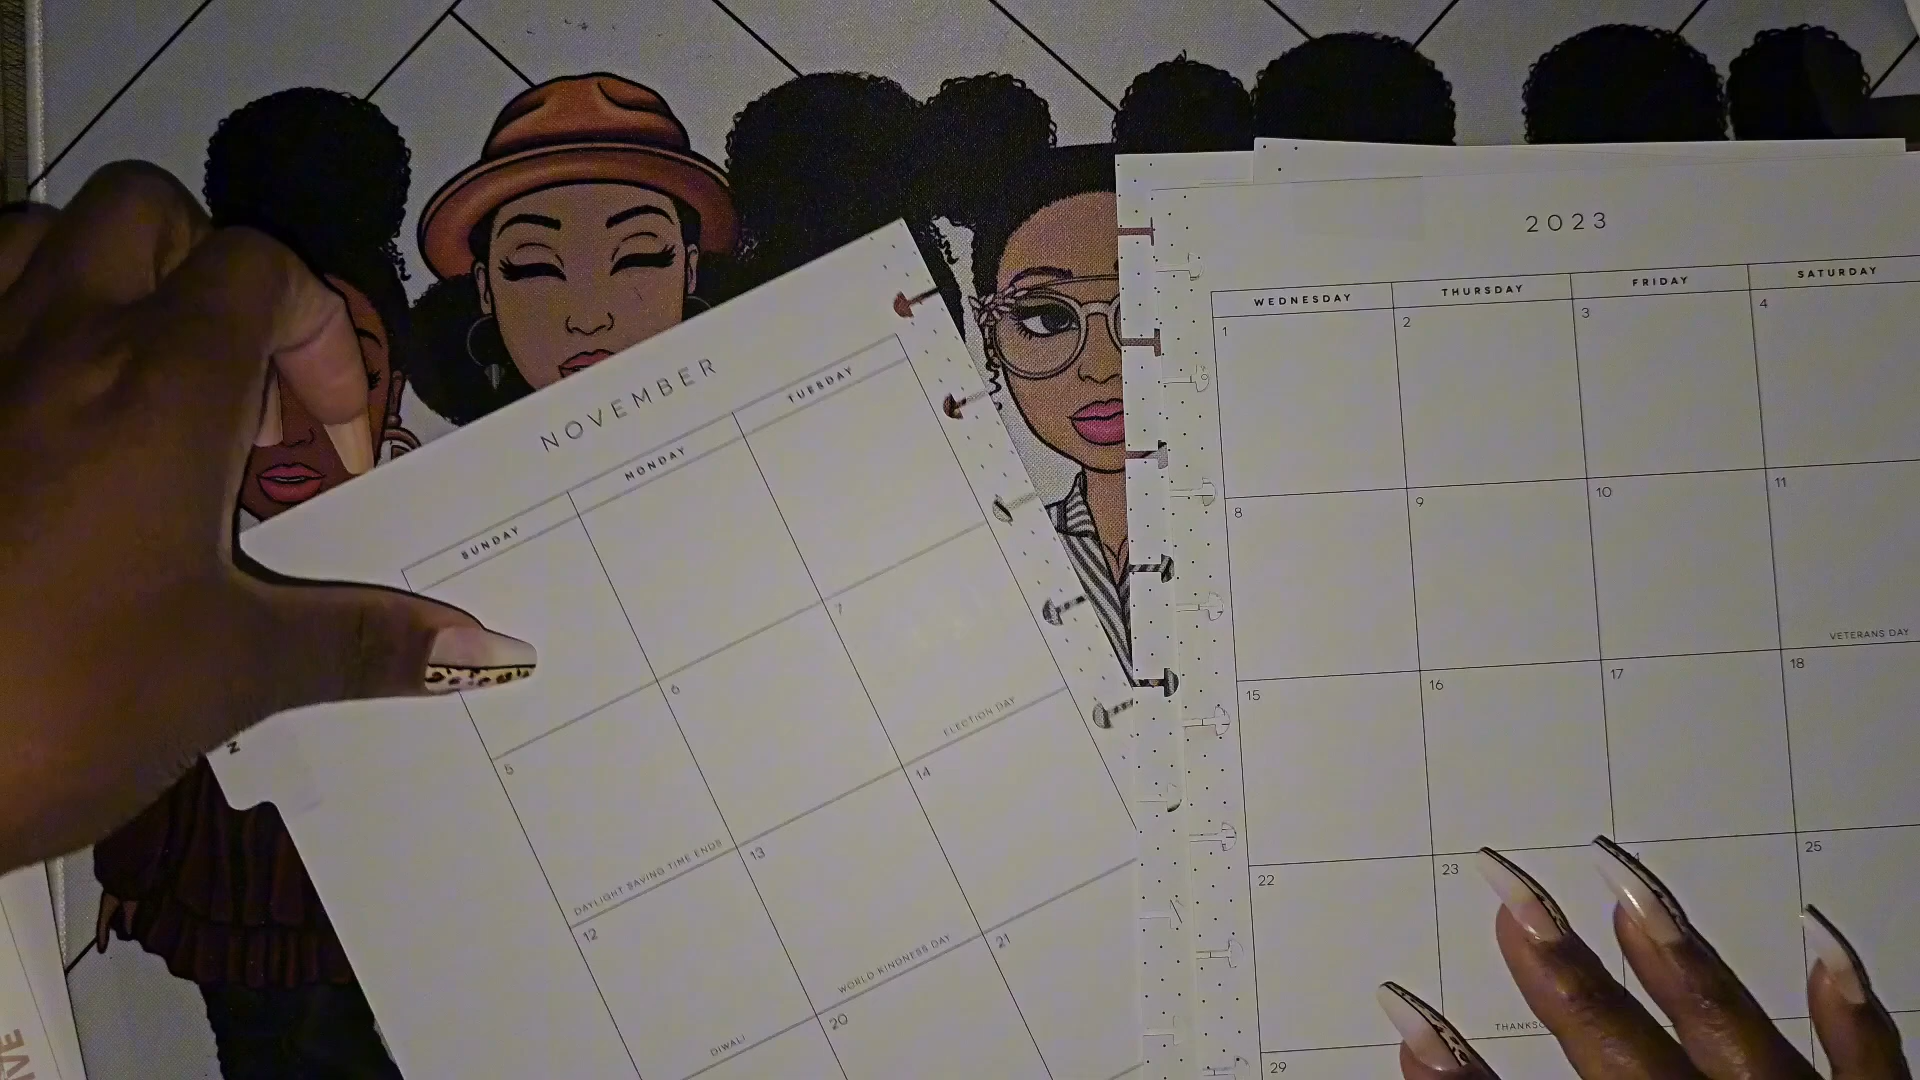 NOVEMBER
SUNDAY MONDAY TUESDAY
5 6 7
DAYLIGHT SAVING TIME ENDS ELECTION DAY
12 13 14
DIWALI WORLD KINDNESS DAY
20 21
2023
WEDNESDAY THURSDAY FRIDAY SATURDAY
1 2 3 4
8 9 10 11
VETERANS DAY
15 16 17 18
22 23 25
29